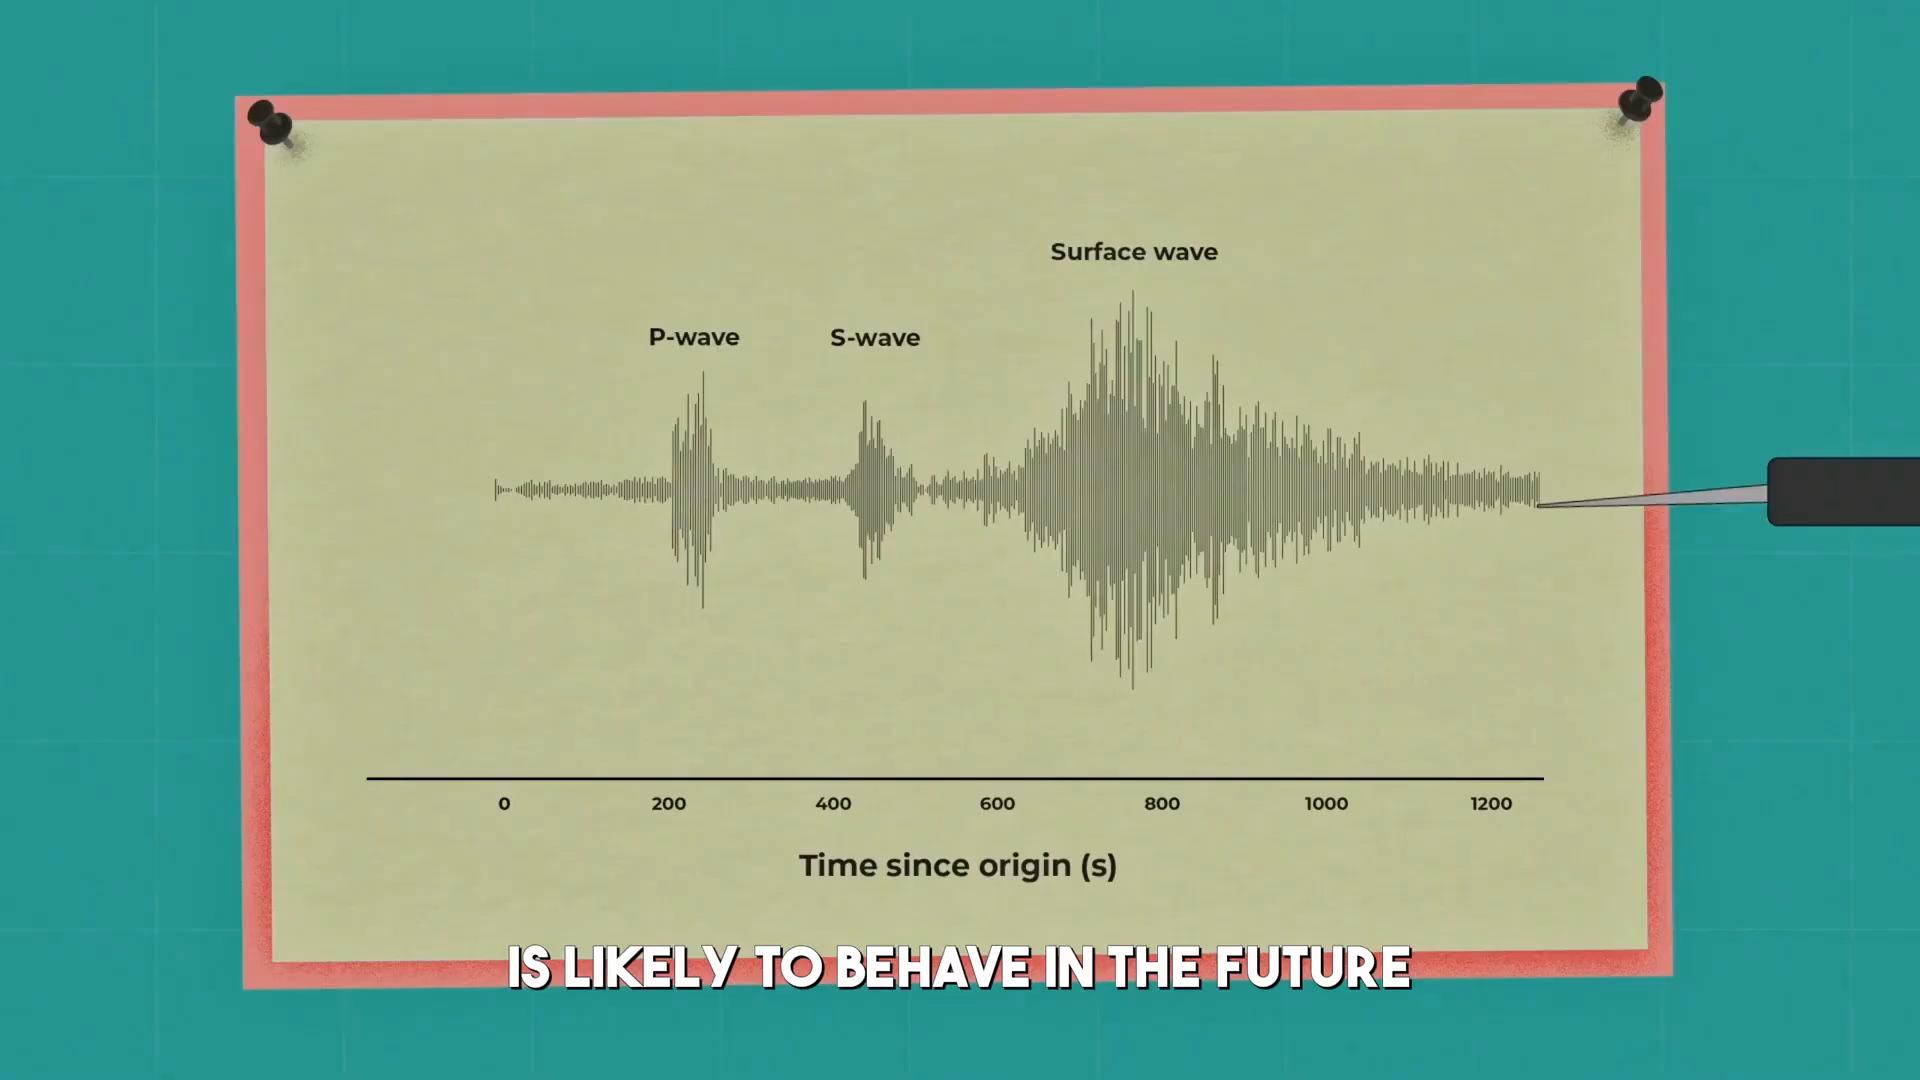 Surface wave
P-wave
S-wave
0 200 400 600 800 1000 1200
Time since origin (s)
IS LIKELY TO BEHAVE IN THE FUTURE